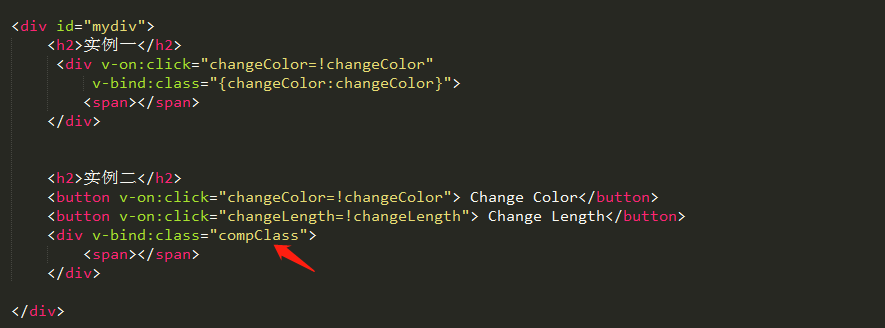 <div id="mydiv">
<h2>实例一</h2>
<div v-on:click="changeColor=!changeColor"
v-bind:class="{changeColor:changeColor}">
<span></span>
</div>
<h2>实例二</h2>
<button v-on:click="changeColor=!changeColor"> Change Color</button>
<button v-on:click="changeLength=!changeLength"> Change Length</button>
<div v-bind:class="compClass">
<span></span>
</div>
</div>